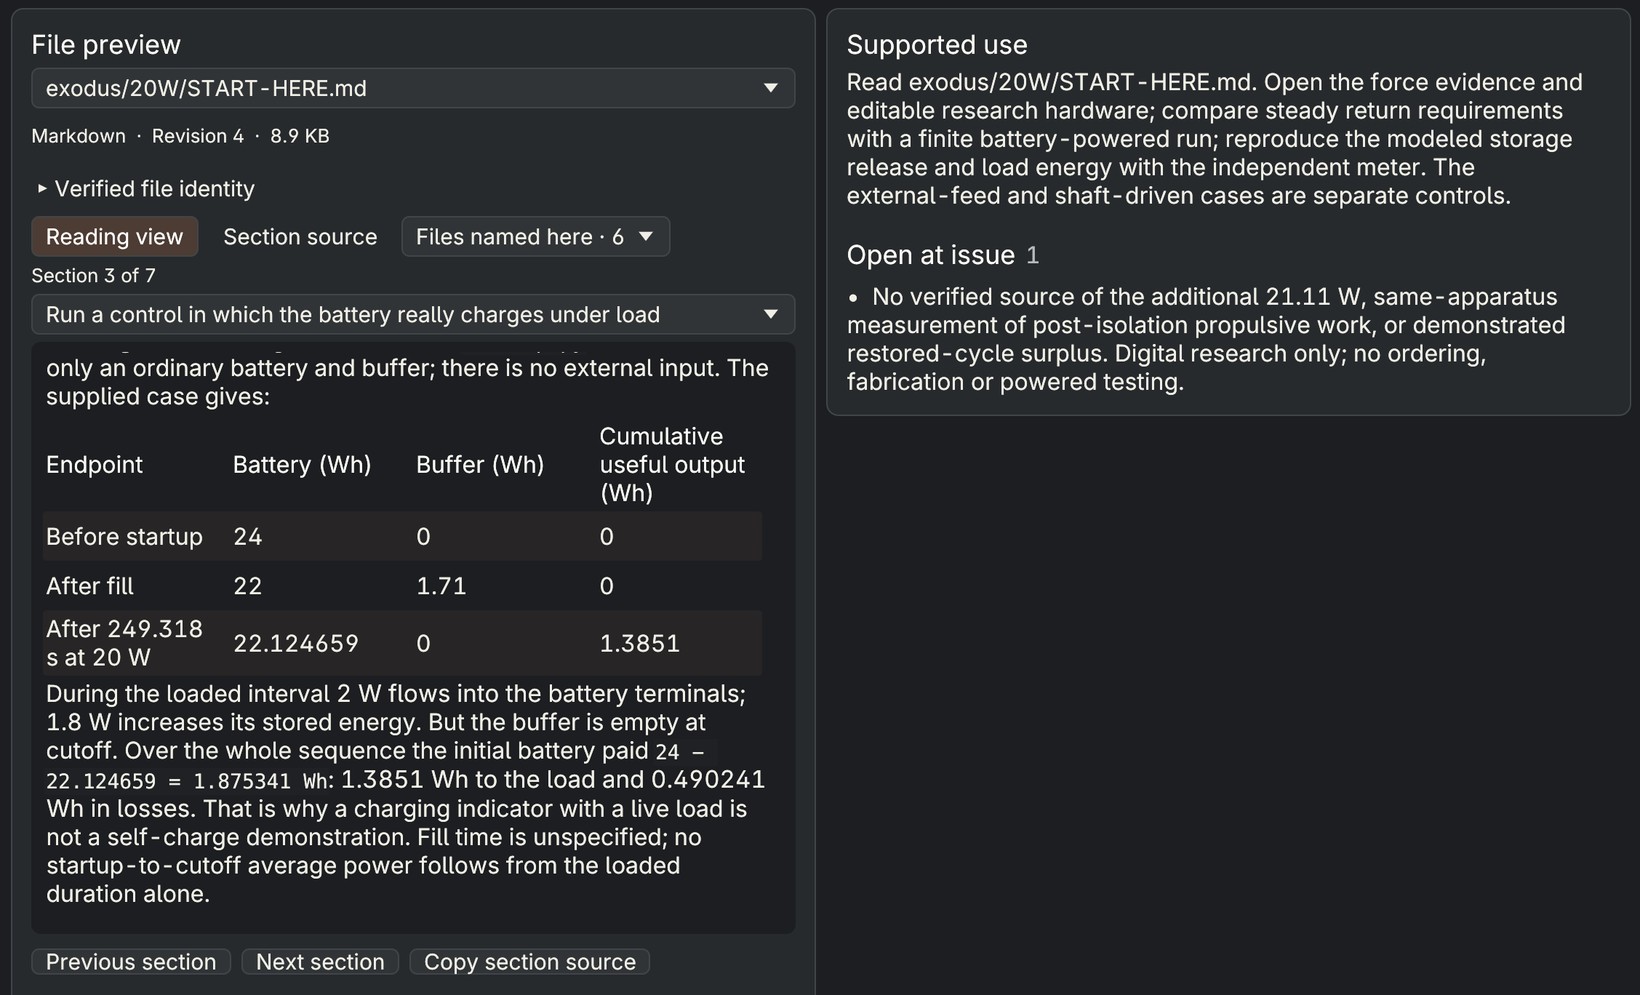 File preview
exodus/20W/START-HERE.md
Markdown · Revision 4 · 8.9 KB
Verified file identity
Reading view
Section source
Files named here · 6
Section 3 of 7
Run a control in which the battery really charges under load
only an ordinary battery and buffer; there is no external input. The
supplied case gives:
Endpoint Battery (Wh) Buffer (Wh) Cumulative useful output (Wh)
Before startup 24 0 0
After fill 22 1.71 0
After 249.318 s at 20 W 22.124659 0 1.3851
During the loaded interval 2 W flows into the battery terminals;
1.8 W increases its stored energy. But the buffer is empty at
cutoff. Over the whole sequence the initial battery paid 24 −
22.124659 = 1.875341 Wh: 1.3851 Wh to the load and 0.490241
Wh in losses. That is why a charging indicator with a live load is
not a self-charge demonstration. Fill time is unspecified; no
startup-to-cutoff average power follows from the loaded
duration alone.
Previous section
Next section
Copy section source
Supported use
Read exodus/20W/START-HERE.md. Open the force evidence and
editable research hardware; compare steady return requirements
with a finite battery-powered run; reproduce the modeled storage
release and load energy with the independent meter. The
external-feed and shaft-driven cases are separate controls.
Open at issue 1
• No verified source of the additional 21.11 W, same-apparatus
measurement of post-isolation propulsive work, or demonstrated
restored-cycle surplus. Digital research only; no ordering,
fabrication or powered testing.